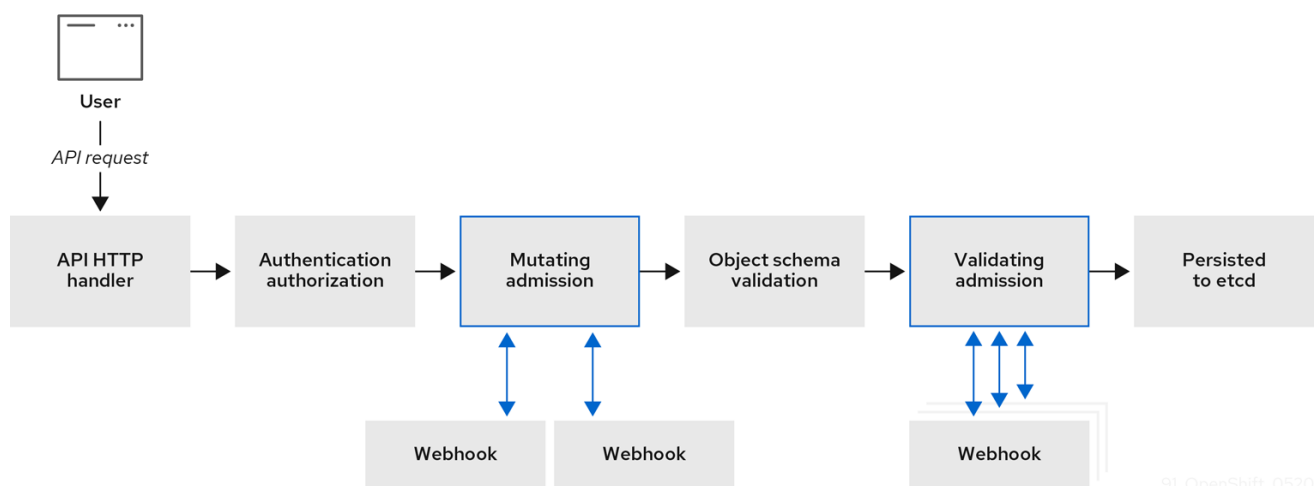 User
API request
API HTTP
handler
Authentication
authorization
Mutating
admission
Object schema
validation
Validating
admission
Persisted
to etcd
Webhook
Webhook
Webhook
91_OpenShift_0520